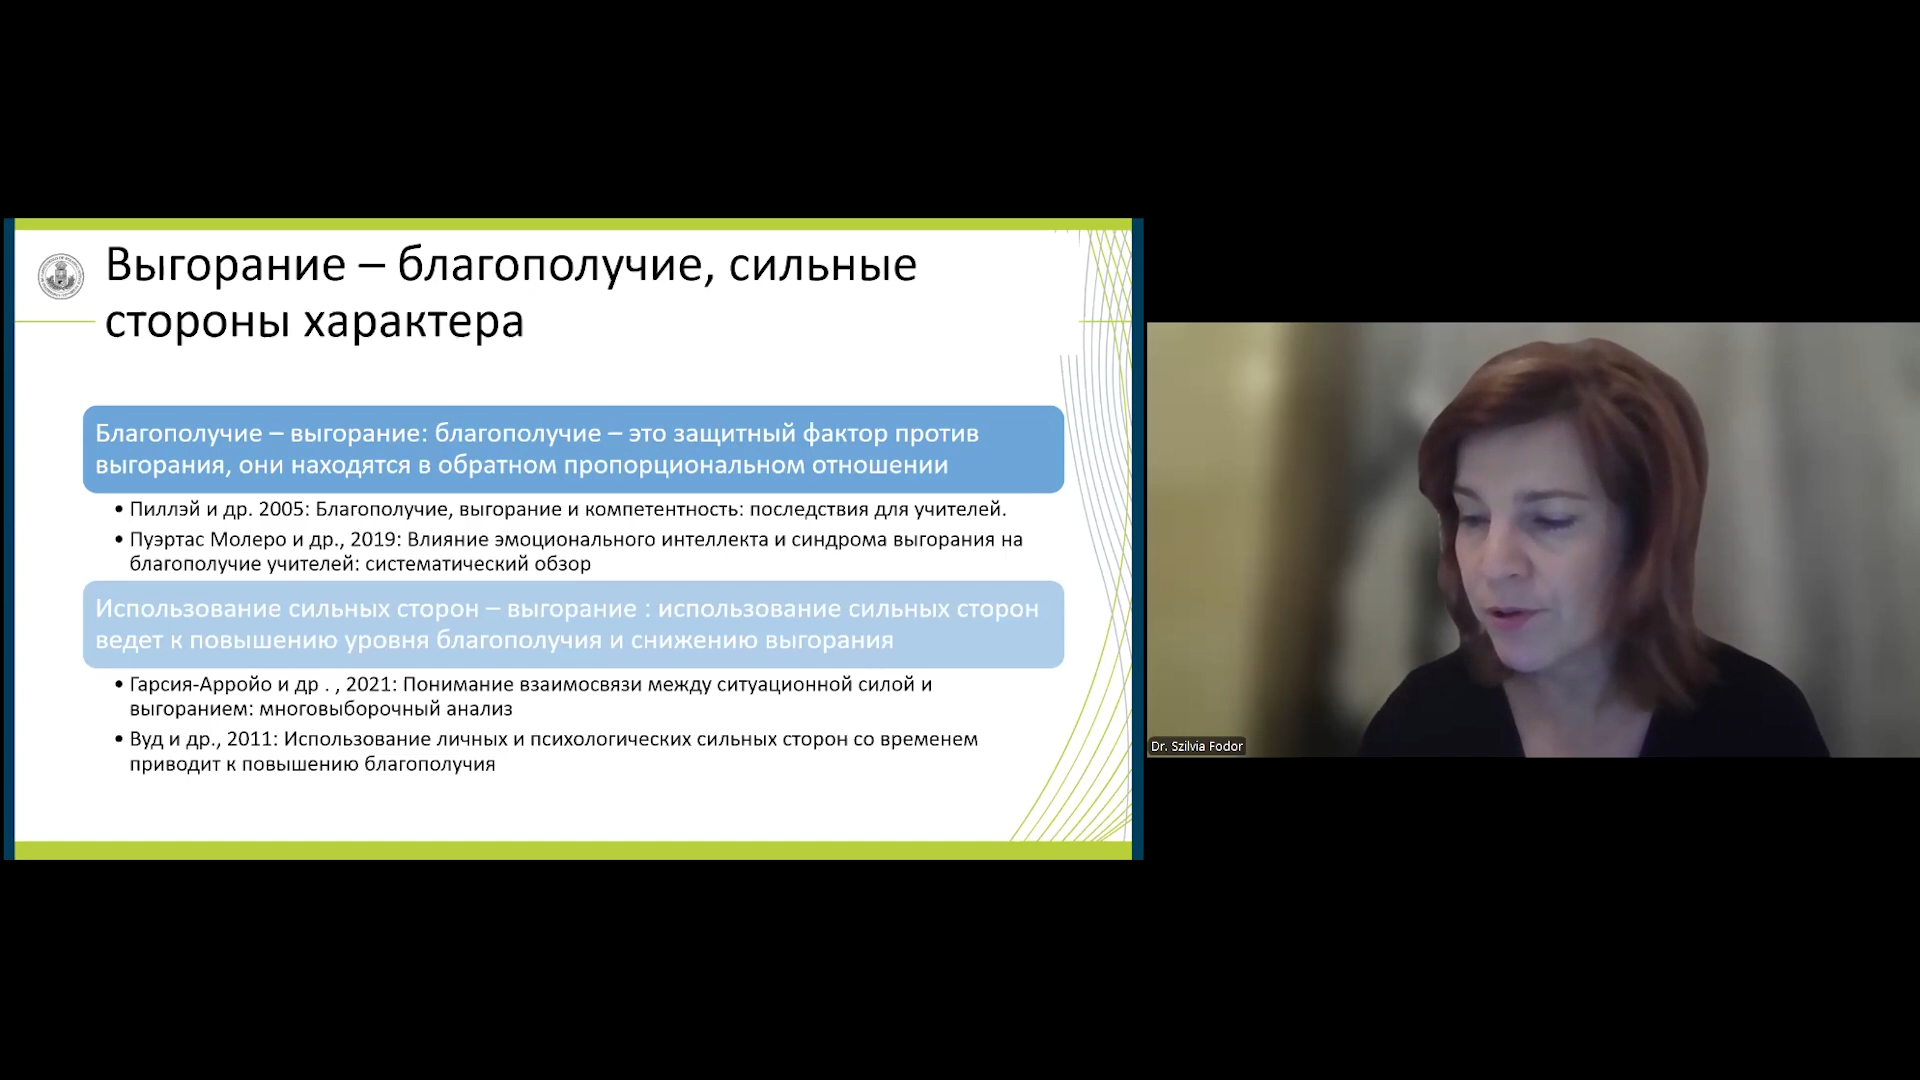 Выгорание – благополучие, сильные
стороны характера
Благополучие – выгорание: благополучие – это защитный фактор против
выгорания, они находятся в обратном пропорциональном отношении
• Пиллэй и др. 2005: Благополучие, выгорание и компетентность: последствия для учителей.
• Пуэртас Молеро и др., 2019: Влияние эмоционального интеллекта и синдрома выгорания на
благополучие учителей: систематический обзор
Использование сильных сторон – выгорание : использование сильных сторон
ведет к повышению уровня благополучия и снижению выгорания
• Гарсия-Арройо и др . , 2021: Понимание взаимосвязи между ситуационной силой и
выгоранием: многовыборочный анализ
• Вуд и др., 2011: Использование личных и психологических сильных сторон со временем
приводит к повышению благополучия
Dr. Szilvia Fodor